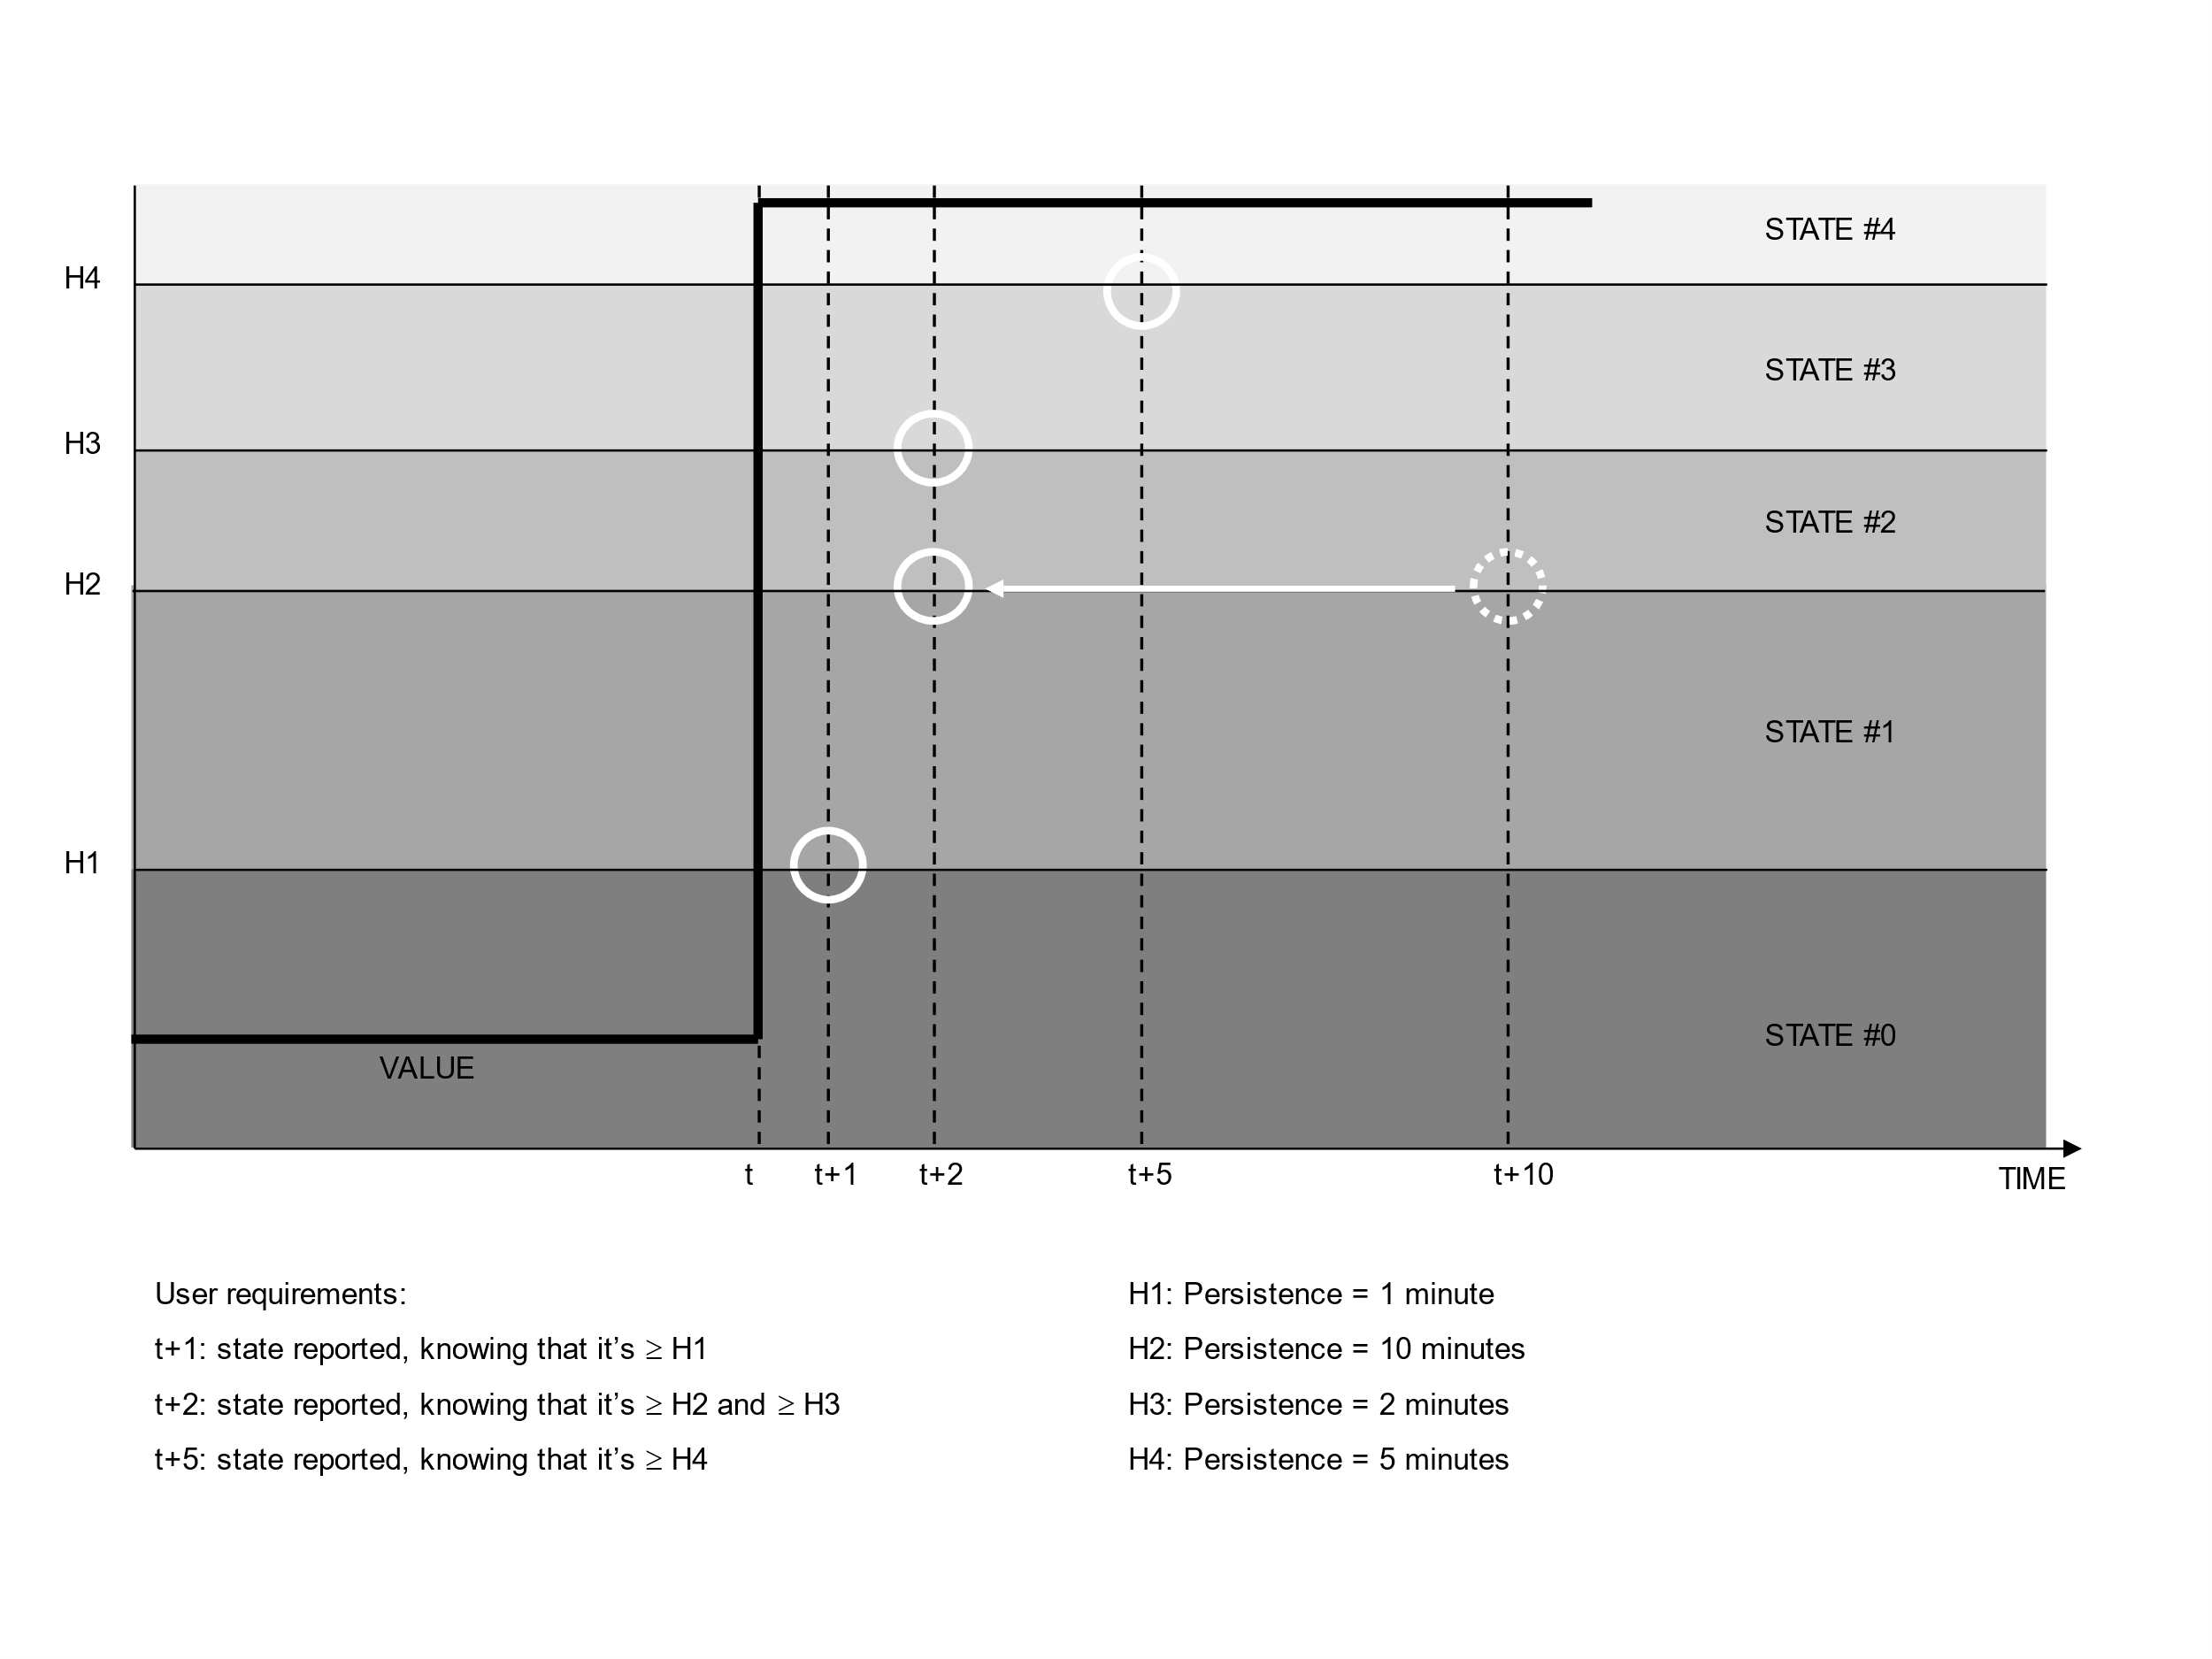 STATE #4
H4
STATE #3
H3
STATE #2
H2
STATE #1
H1
STATE #0
VALUE
t t+1 t+2 t+5 t+10 TIME
User requirements:
t+1: state reported, knowing that it’s ≥ H1
t+2: state reported, knowing that it’s ≥ H2 and ≥ H3
t+5: state reported, knowing that it’s ≥ H4
H1: Persistence = 1 minute
H2: Persistence = 10 minutes
H3: Persistence = 2 minutes
H4: Persistence = 5 minutes